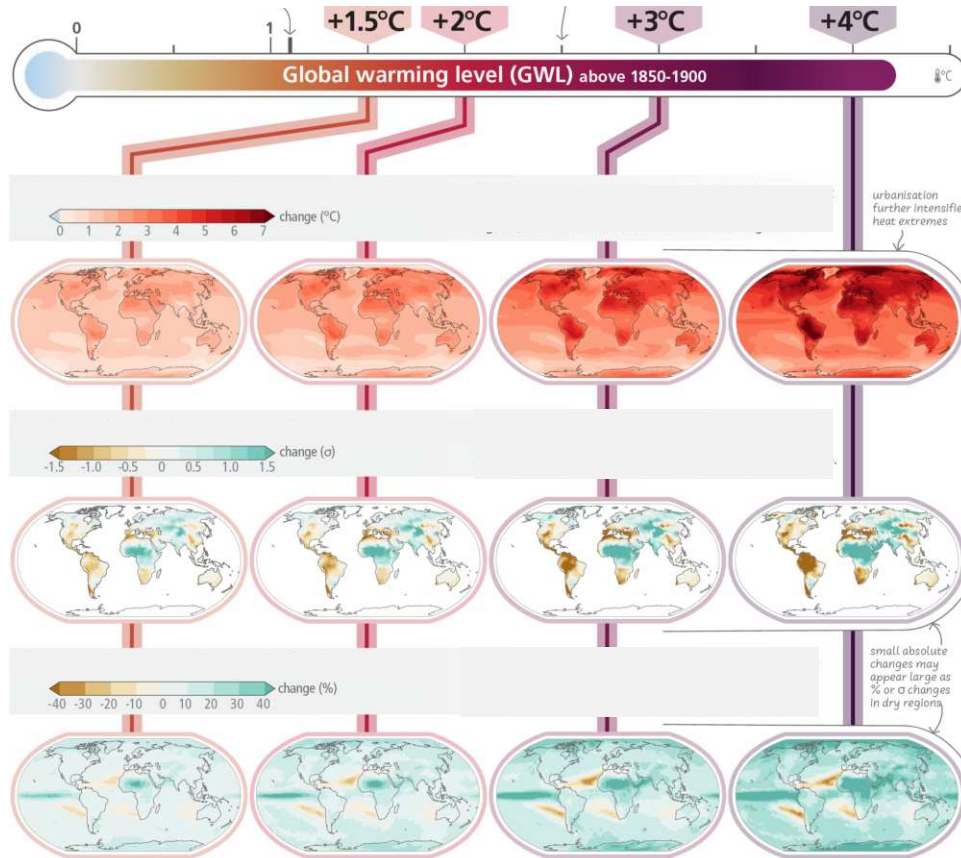 +1.5°C +2°C +3°C +4°C
0 1
Global warming level (GWL) above 1850-1900
°C
urbanisation
further intensifies
heat extremes
change (°C)
0 1 2 3 4 5 6 7
change (σ)
-1.5 -1.0 -0.5 0 0.5 1.0 1.5
small absolute
changes may
appear large as
% or σ changes
in dry regions
change (%)
-40 -30 -20 -10 0 10 20 30 40